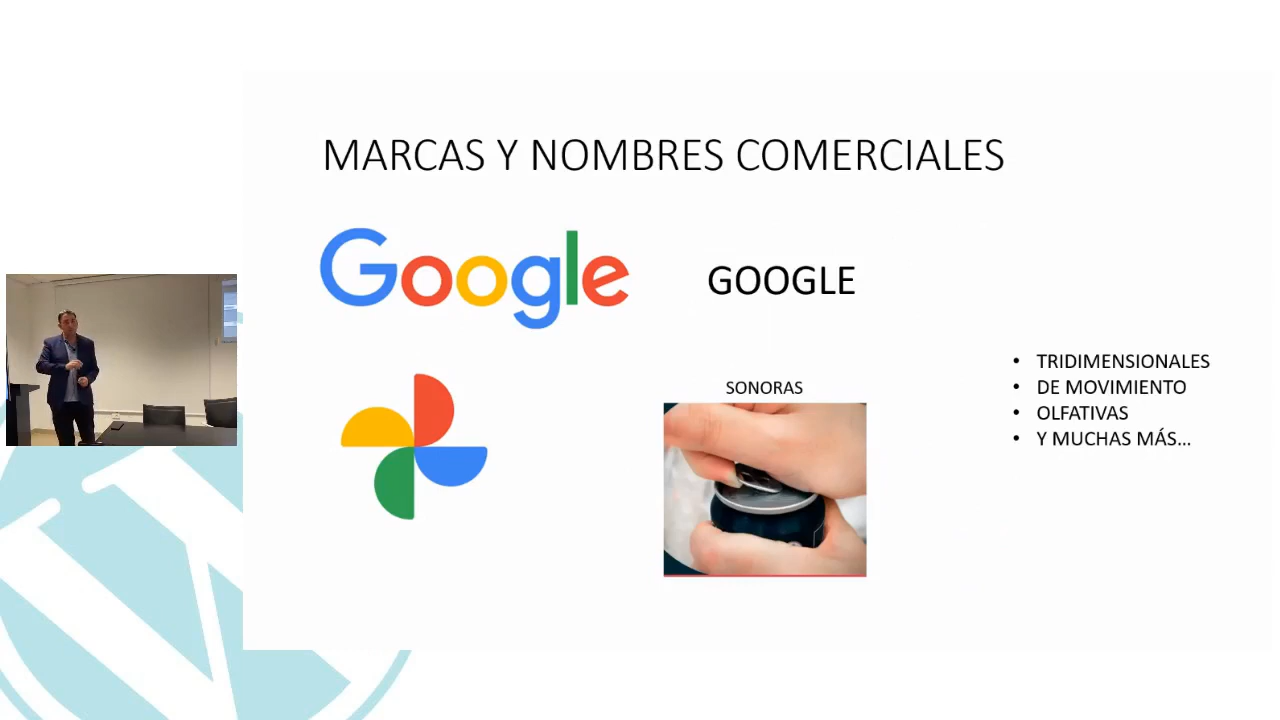 MARCAS Y NOMBRES COMERCIALES
Google
GOOGLE
SONORAS
• TRIDIMENSIONALES
• DE MOVIMIENTO
• OLFATIVAS
• Y MUCHAS MÁS...